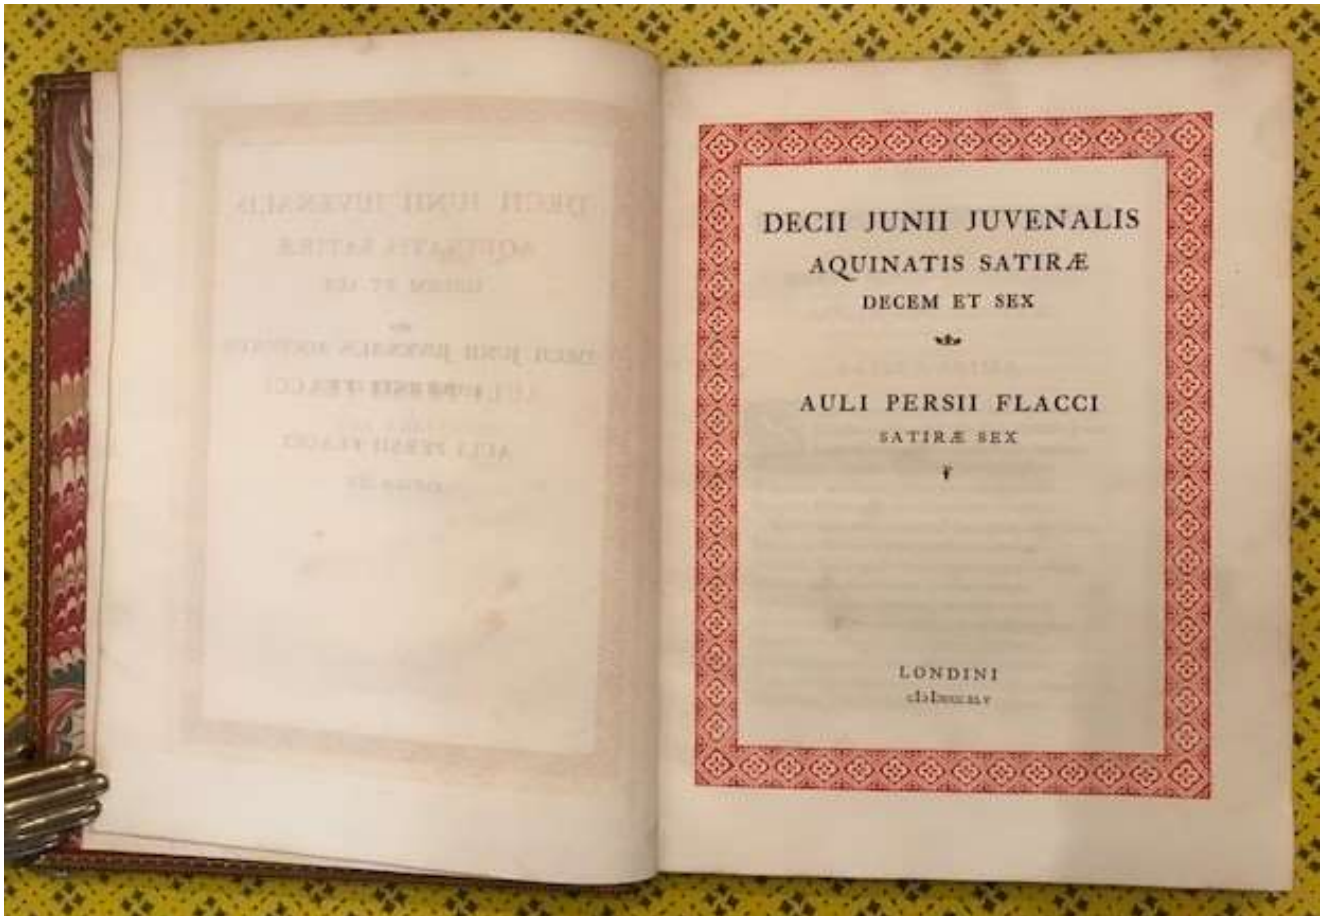 DECII JUNII JUVENALIS
AQUINATIS SATIRÆ
DECEM ET SEX
AULI PERSII FLACCI
SATIRÆ SEX
LONDINI